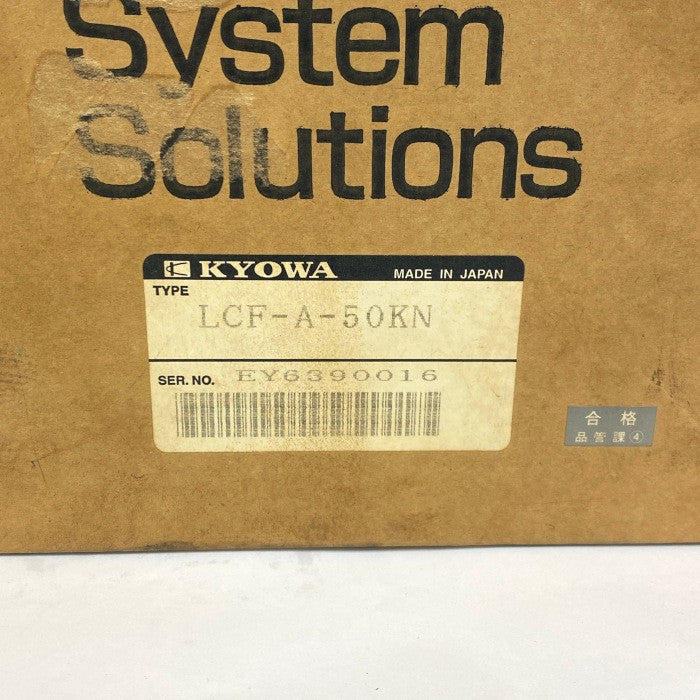 System
Solutions
KYOWA MADE IN JAPAN
TYPE
LCF-A-50KN
SER. NO. EY6390016
合格
品管課④